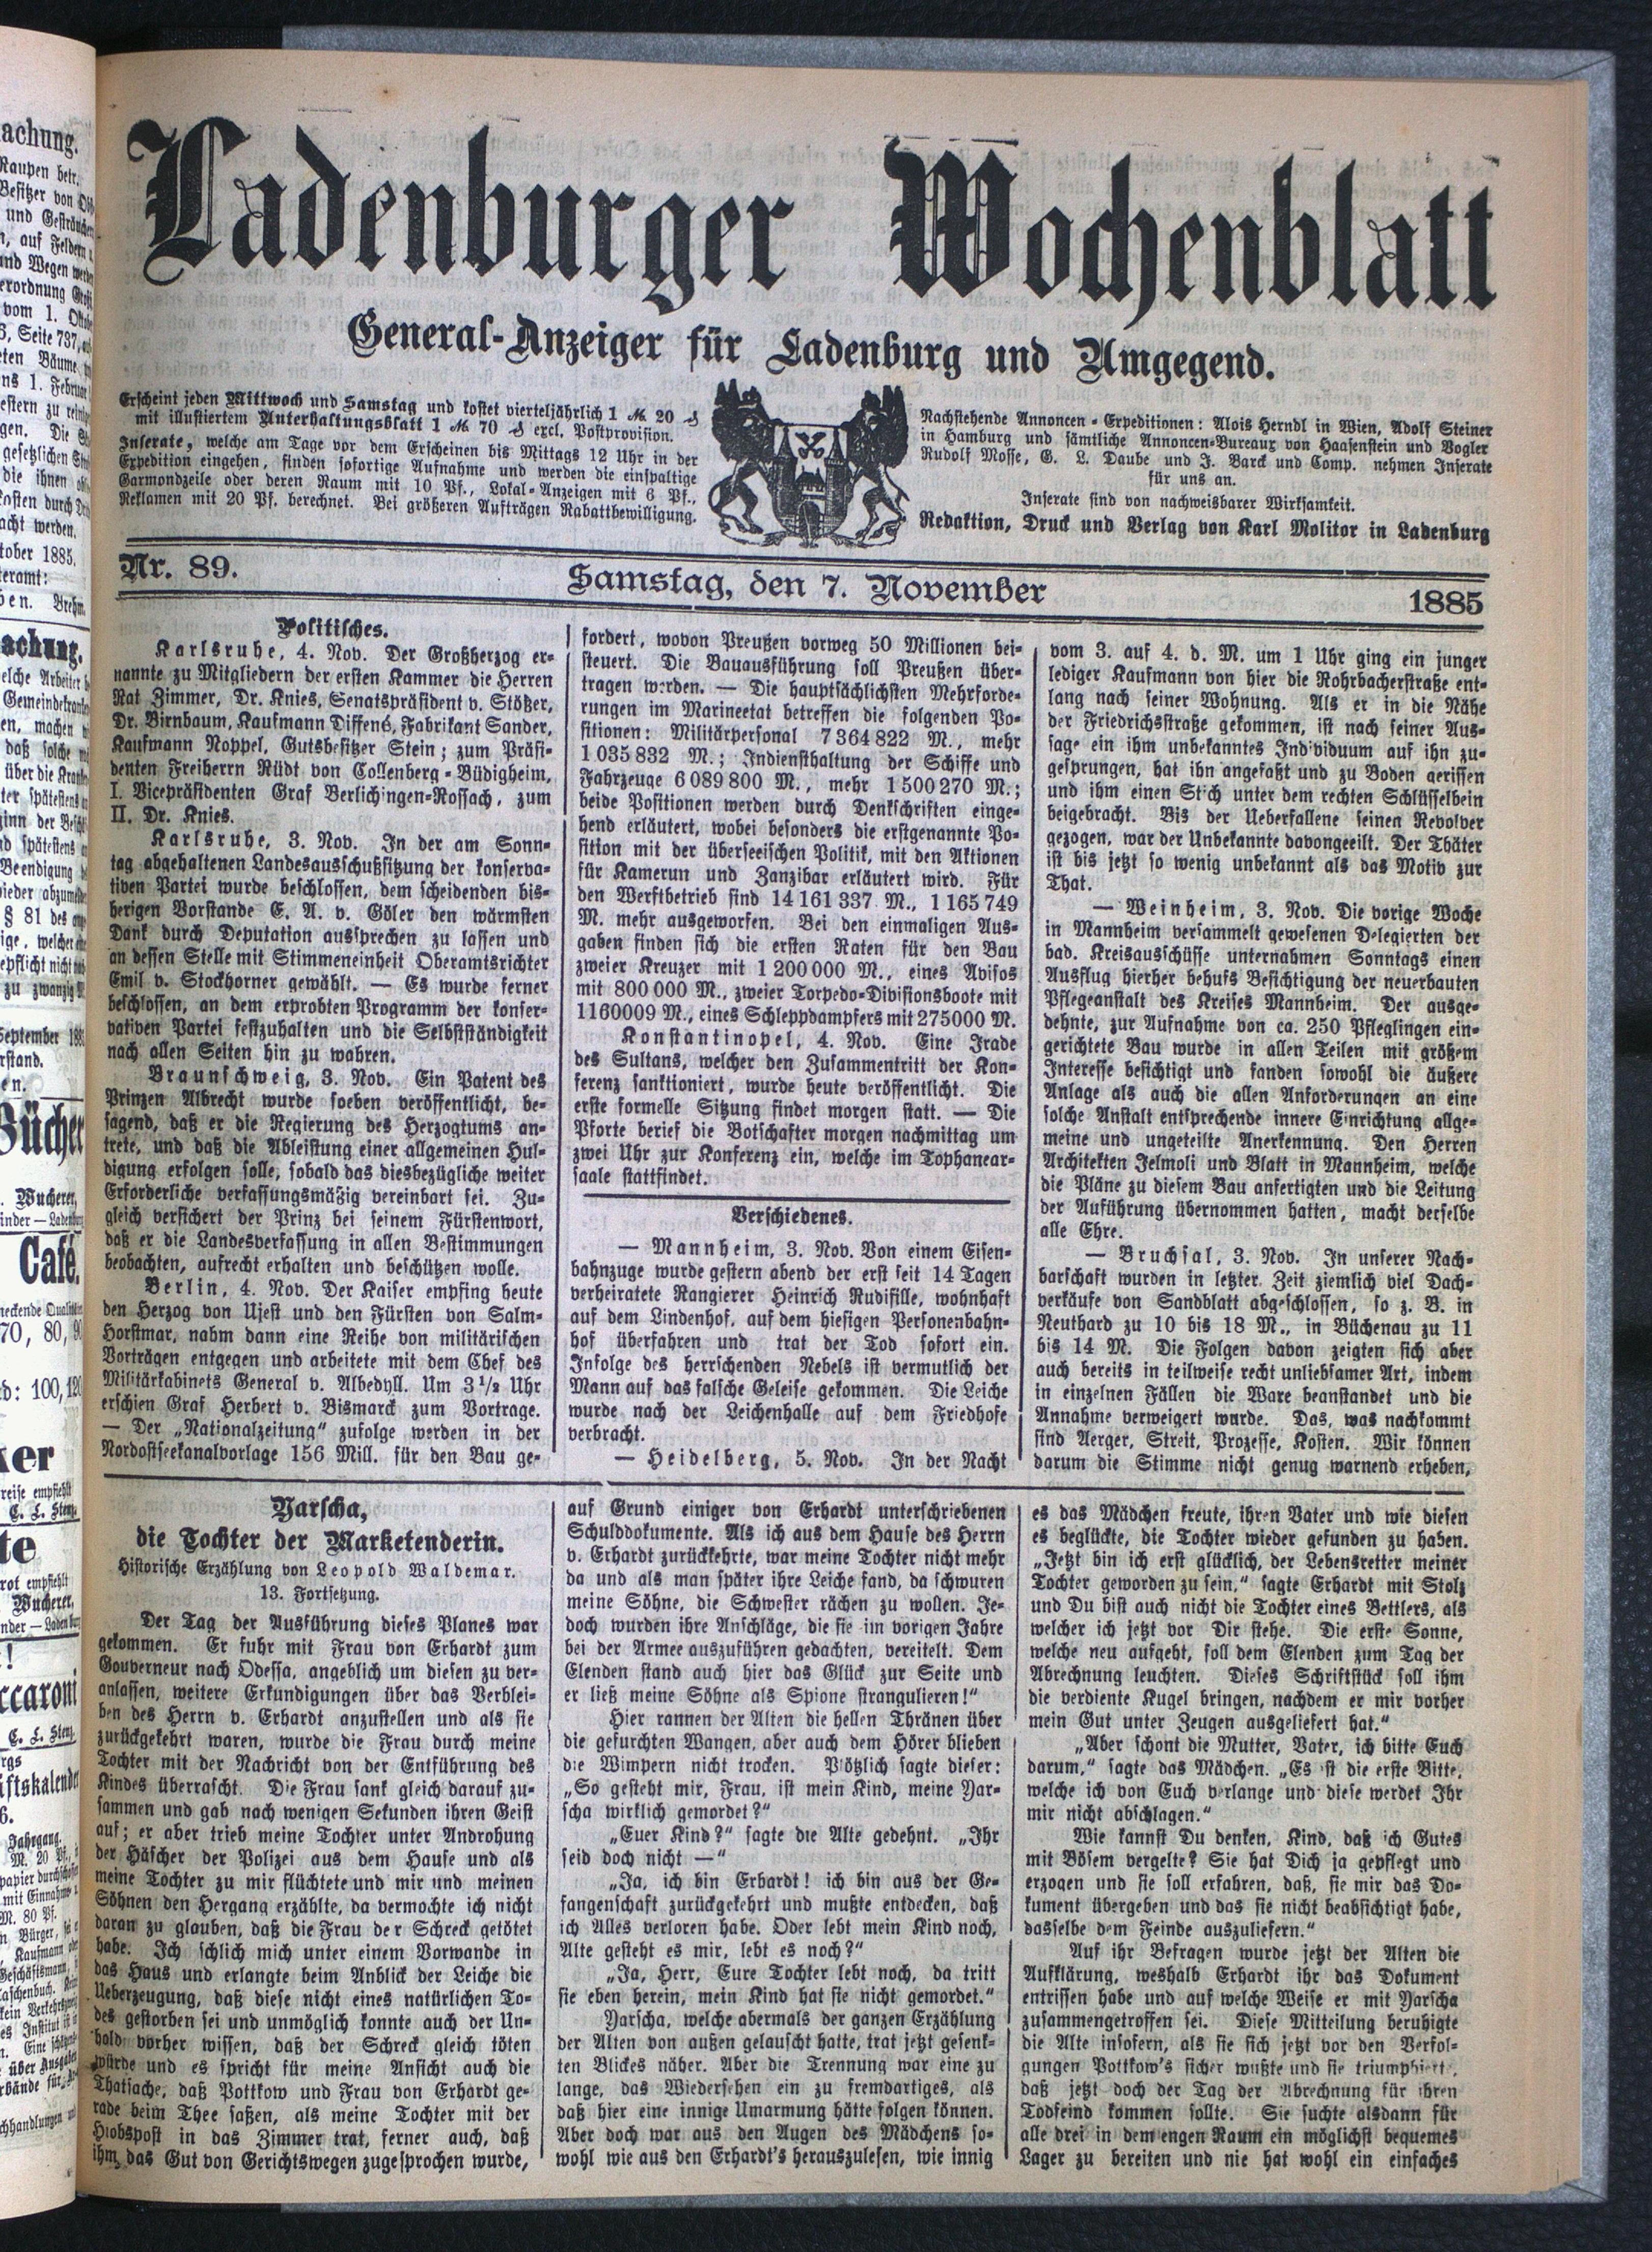 Ladenburger Wochenblatt
General-Anzeiger für Ladenburg und Umgegend.
Erscheint jeden Mittwoch und Samstag und kostet vierteljährlich 1 M. 20 ₰
mit illustriertem Unterhaltungsblatt 1 M. 70 ₰ excl. Postprovision.
Inserate, welche am Tage vor dem Erscheinen bis Mittags 12 Uhr in der
Expedition eingehen, finden sofortige Aufnahme und werden die einspaltige
Garmondzeile oder deren Raum mit 10 Pf., Lokal-Anzeigen mit 6 Pf.,
Reklamen mit 20 Pf. berechnet. Bei größeren Aufträgen Rabattbewilligung.
Nachstehende Annoncen-Expeditionen: Alois Herndl in Wien, Adolf Steiner
in Hamburg und sämtliche Annoncen-Bureaux von Haasenstein und Vogler
Rudolf Mosse, G. L. Daube und J. Barck und Comp. nehmen Inserate
für uns an.
Inserate sind von nachweisbarer Wirksamkeit.
Redaktion, Druck und Verlag von Karl Molitor in Ladenburg
Nr. 89.
Samstag, den 7. November
1885
Politisches.
Karlsruhe, 4. Nov. Der Großherzog er-
nannte zu Mitgliedern der ersten Kammer die Herren
Rat Zimmer, Dr. Knies, Senatspräsident v. Stößer,
Dr. Birnbaum, Kaufmann Diffené, Fabrikant Sander,
Kaufmann Noppel, Gutsbesitzer Stein; zum Präsi-
denten Freiherrn Rüdt von Collenberg-Büdigheim,
I. Vicepräsidenten Graf Berlichingen-Rossach, zum
II. Dr. Knies.
Karlsruhe, 3. Nov. In der am Sonn-
tag abgehaltenen Landesausschußsitzung der konserva-
tiven Partei wurde beschlossen, dem scheidenden bis-
herigen Vorstande E. A. v. Göler den wärmsten
Dank durch Deputation aussprechen zu lassen und
an dessen Stelle mit Stimmeneinheit Oberamtsrichter
Emil v. Stockhorner gewählt. — Es wurde ferner
beschlossen, an dem erprobten Programm der konser-
vativen Partei festzuhalten und die Selbstständigkeit
nach allen Seiten hin zu wahren.
Braunschweig, 3. Nov. Ein Patent des
Prinzen Albrecht wurde soeben veröffentlicht, be-
sagend, daß er die Regierung des Herzogtums an-
trete, und daß die Ableistung einer allgemeinen Hul-
digung erfolgen solle, sobald das diesbezügliche weiter
Erforderliche verfassungsmäßig vereinbart sei. Zu-
gleich versichert der Prinz bei seinem Fürstenwort,
daß er die Landesverfassung in allen Bestimmungen
beobachten, aufrecht erhalten und beschützen wolle.
Berlin, 4. Nov. Der Kaiser empfing heute
den Herzog von Ujest und den Fürsten von Salm-
Horstmar, nahm dann eine Reihe von militärischen
Vorträgen entgegen und arbeitete mit dem Chef des
Militärkabinets General v. Albedyll. Um 3 1/2 Uhr
erschien Graf Herbert v. Bismarck zum Vortrage.
— Der „Nationalzeitung“ zufolge werden in der
Nordostseekanalvorlage 156 Mill. für den Bau ge-
fordert, wovon Preußen vorweg 50 Millionen bei-
steuert. Die Bauausführung soll Preußen über-
tragen werden. — Die hauptsächlichsten Mehrforde-
rungen im Marineetat betreffen die folgenden Po-
sitionen: Militärpersonal 7 364 822 M., mehr
1 035 832 M.; Indiensthaltung der Schiffe und
Fahrzeuge 6 089 800 M., mehr 1 500 270 M.;
beide Positionen werden durch Denkschriften einge-
hend erläutert, wobei besonders die erstgenannte Po-
sition mit der überseeischen Politik, mit den Aktionen
für Kamerun und Zanzibar erläutert wird. Für
den Werftbetrieb sind 14 161 337 M., 1 165 749
M. mehr ausgeworfen. Bei den einmaligen Aus-
gaben finden sich die ersten Raten für den Bau
zweier Kreuzer mit 1 200 000 M., eines Avisos
mit 800 000 M., zweier Torpedo-Divisionsboote mit
1160009 M., eines Schleppdampfers mit 275000 M.
Konstantinopel, 4. Nov. Eine Irade
des Sultans, welcher den Zusammentritt der Kon-
ferenz sanktioniert, wurde heute veröffentlicht. Die
erste formelle Sitzung findet morgen statt. — Die
Pforte berief die Botschafter morgen nachmittag um
zwei Uhr zur Konferenz ein, welche im Tophanear-
saale stattfindet.
Verschiedenes.
— Mannheim, 3. Nov. Von einem Eisen-
bahnzuge wurde gestern abend der erst seit 14 Tagen
verheiratete Rangierer Heinrich Rudifille, wohnhaft
auf dem Lindenhof, auf dem hiesigen Personenbahn-
hof überfahren und trat der Tod sofort ein.
Infolge des herrschenden Nebels ist vermutlich der
Mann auf das falsche Geleise gekommen. Die Leiche
wurde nach der Leichenhalle auf dem Friedhofe
verbracht.
— Heidelberg, 5. Nov. In der Nacht
vom 3. auf 4. d. M. um 1 Uhr ging ein junger
lediger Kaufmann von hier die Rohrbacherstraße ent-
lang nach seiner Wohnung. Als er in die Nähe
der Friedrichsstraße gekommen, ist nach seiner Aus-
sage ein ihm unbekanntes Individuum auf ihn zu-
gesprungen, hat ihn angefaßt und zu Boden gerissen
und ihm einen Stich unter dem rechten Schlüsselbein
beigebracht. Bis der Ueberfallene seinen Revolver
gezogen, war der Unbekannte davongeeilt. Der Thäter
ist bis jetzt so wenig unbekannt als das Motiv zur
That.
— Weinheim, 3. Nov. Die vorige Woche
in Mannheim versammelt gewesenen Delegierten der
bad. Kreisausschüsse unternahmen Sonntags einen
Ausflug hierher behufs Besichtigung der neuerbauten
Pflegeanstalt des Kreises Mannheim. Der ausge-
dehnte, zur Aufnahme von ca. 250 Pfleglingen ein-
gerichtete Bau wurde in allen Teilen mit größem
Interesse besichtigt und fanden sowohl die äußere
Anlage als auch die allen Anforderungen an eine
solche Anstalt entsprechende innere Einrichtung allge-
meine und ungeteilte Anerkennung. Den Herren
Architekten Jelmoli und Blatt in Mannheim, welche
die Pläne zu diesem Bau anfertigten und die Leitung
der Auführung übernommen hatten, macht derselbe
alle Ehre.
— Bruchsal, 3. Nov. In unserer Nach-
barschaft wurden in letzter Zeit ziemlich viel Dach-
verkäufe von Sandblatt abgeschlossen, so z. B. in
Neuthard zu 10 bis 18 M., in Büchenau zu 11
bis 14 M. Die Folgen davon zeigten sich aber
auch bereits in teilweise recht unliebsamer Art, indem
in einzelnen Fällen die Ware beanstandet und die
Annahme verweigert wurde. Das, was nachkommt
sind Aerger, Streit, Prozesse, Kosten. Wir können
darum die Stimme nicht genug warnend erheben,
Yarscha,
die Tochter der Marketenderin.
Historische Erzählung von Leopold Waldemar.
13. Fortsetzung.
Der Tag der Ausführung dieses Planes war
gekommen. Er fuhr mit Frau von Erhardt zum
Gouverneur nach Odessa, angeblich um diesen zu ver-
anlassen, weitere Erkundigungen über das Verblei-
ben des Herrn v. Erhardt anzustellen und als sie
zurückgekehrt waren, wurde die Frau durch meine
Tochter mit der Nachricht von der Entführung des
Kindes überrascht. Die Frau sank gleich darauf zu-
sammen und gab nach wenigen Sekunden ihren Geist
auf; er aber trieb meine Tochter unter Androhung
der Häscher der Polizei aus dem Hause und als
meine Tochter zu mir flüchtete und mir und meinen
Söhnen den Hergang erzählte, da vermochte ich nicht
daran zu glauben, daß die Frau der Schreck getötet
habe. Ich schlich mich unter einem Vorwande in
das Haus und erlangte beim Anblick der Leiche die
Ueberzeugung, daß diese nicht eines natürlichen To-
des gestorben sei und unmöglich konnte auch der Un-
hold vorher wissen, daß der Schreck gleich töten
würde und es spricht für meine Ansicht auch die
Thatsache, daß Pottkow und Frau von Erhardt ge-
rade beim Thee saßen, als meine Tochter mit der
Hiobspost in das Zimmer trat, ferner auch, daß
ihm das Gut von Gerichtswegen zugesprochen wurde,
auf Grund einiger von Erhardt unterschriebenen
Schulddokumente. Als ich aus dem Hause des Herrn
v. Erhardt zurückkehrte, war meine Tochter nicht mehr
da und als man später ihre Leiche fand, da schwuren
meine Söhne, die Schwester rächen zu wollen. Je-
doch wurden ihre Anschläge, die sie im vorigen Jahre
bei der Armee auszuführen gedachten, vereitelt. Dem
Elenden stand auch hier das Glück zur Seite und
er ließ meine Söhne als Spione strangulieren!“
Hier rannen der Alten die hellen Thränen über
die gefurchten Wangen, aber auch dem Hörer blieben
die Wimpern nicht trocken. Plötzlich sagte dieser:
„So gesteht mir, Frau, ist mein Kind, meine Yar-
scha wirklich gemordet?“
„Euer Kind?“ sagte die Alte gedehnt. „Ihr
seid doch nicht —“
„Ja, ich bin Erhardt! ich bin aus der Ge-
fangenschaft zurückgekehrt und mußte entdecken, daß
ich Alles verloren habe. Oder lebt mein Kind noch,
Alte gesteht es mir, lebt es noch?“
„Ja, Herr, Eure Tochter lebt noch, da tritt
sie eben herein, mein Kind hat sie nicht gemordet.“
Yarscha, welche abermals der ganzen Erzählung
der Alten von außen gelauscht hatte, trat jetzt gesenk-
ten Blickes näher. Aber die Trennung war eine zu
lange, das Wiedersehen ein zu fremdartiges, als
daß hier eine innige Umarmung hätte folgen können.
Aber doch war aus den Augen des Mädchens so-
wohl wie aus den Erhardt's herauszulesen, wie innig
es das Mädchen freute, ihren Vater und wie diesen
es beglückte, die Tochter wieder gefunden zu haben.
„Jetzt bin ich erst glücklich, der Lebensretter meiner
Tochter geworden zu sein,“ sagte Erhardt mit Stolz
und Du bist auch nicht die Tochter eines Bettlers, als
welcher ich jetzt vor Dir stehe. Die erste Sonne,
welche neu aufgeht, soll dem Elenden zum Tag der
Abrechnung leuchten. Dieses Schriftstück soll ihm
die verdiente Kugel bringen, nachdem er mir vorher
mein Gut unter Zeugen ausgeliefert hat.“
„Aber schont die Mutter, Vater, ich bitte Euch
darum,“ sagte das Mädchen. „Es ist die erste Bitte,
welche ich von Euch verlange und diese werdet Ihr
mir nicht abschlagen.“
Wie kannst Du denken, Kind, daß ich Gutes
mit Bösem vergelte? Sie hat Dich ja gepflegt und
erzogen und sie soll erfahren, daß, sie mir das Do-
kument übergeben und das sie nicht beabsichtigt habe,
dasselbe dem Feinde auszuliefern.“
Auf ihr Befragen wurde jetzt der Alten die
Aufklärung, weshalb Erhardt ihr das Dokument
entrissen habe und auf welche Weise er mit Yarscha
zusammengetroffen sei. Diese Mitteilung beruhigte
die Alte insofern, als sie sich jetzt vor den Verfol-
gungen Pottkow's sicher wußte und sie triumphierte,
daß jetzt doch der Tag der Abrechnung für ihren
Todfeind kommen sollte. Sie suchte alsdann für
alle drei in dem engen Raum ein möglichst bequemes
Lager zu bereiten und nie hat wohl ein einfaches